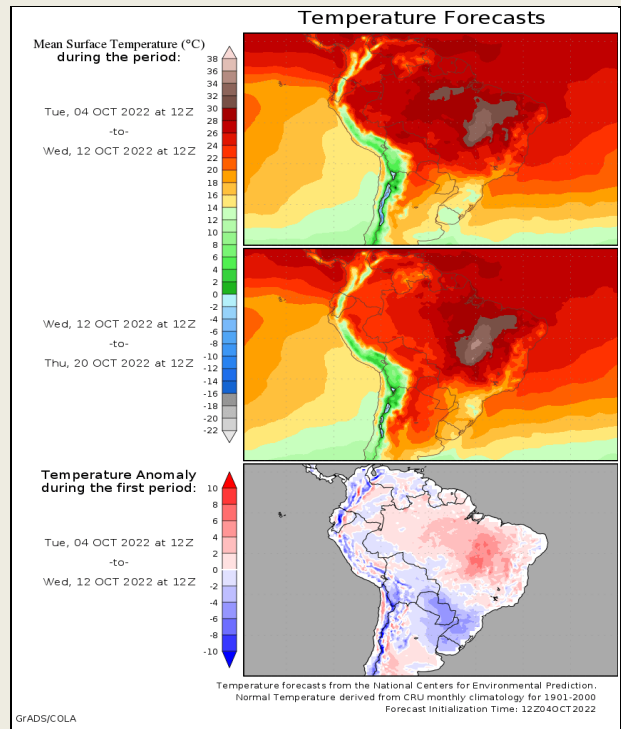 Temperature Forecasts
Mean Surface Temperature (°C)
during the period:
Tue, 04 OCT 2022 at 12Z
-to-
Wed, 12 OCT 2022 at 12Z
38
36
34
32
30
28
26
24
22
20
18
16
14
12
10
8
6
4
2
0
-2
-4
-6
-8
-10
-12
-14
-16
-18
-20
-22
Wed, 12 OCT 2022 at 12Z
-to-
Thu, 20 OCT 2022 at 12Z
Temperature Anomaly
during the first period:
Tue, 04 OCT 2022 at 12Z
-to-
Wed, 12 OCT 2022 at 12Z
10
8
6
4
2
0
-2
-4
-6
-8
-10
Temperature forecasts from the National Centers for Environmental Prediction.
Normal Temperature derived from CRU monthly climatology for 1901-2000
Forecast Initialization Time: 12Z04OCT2022
GrADS/COLA